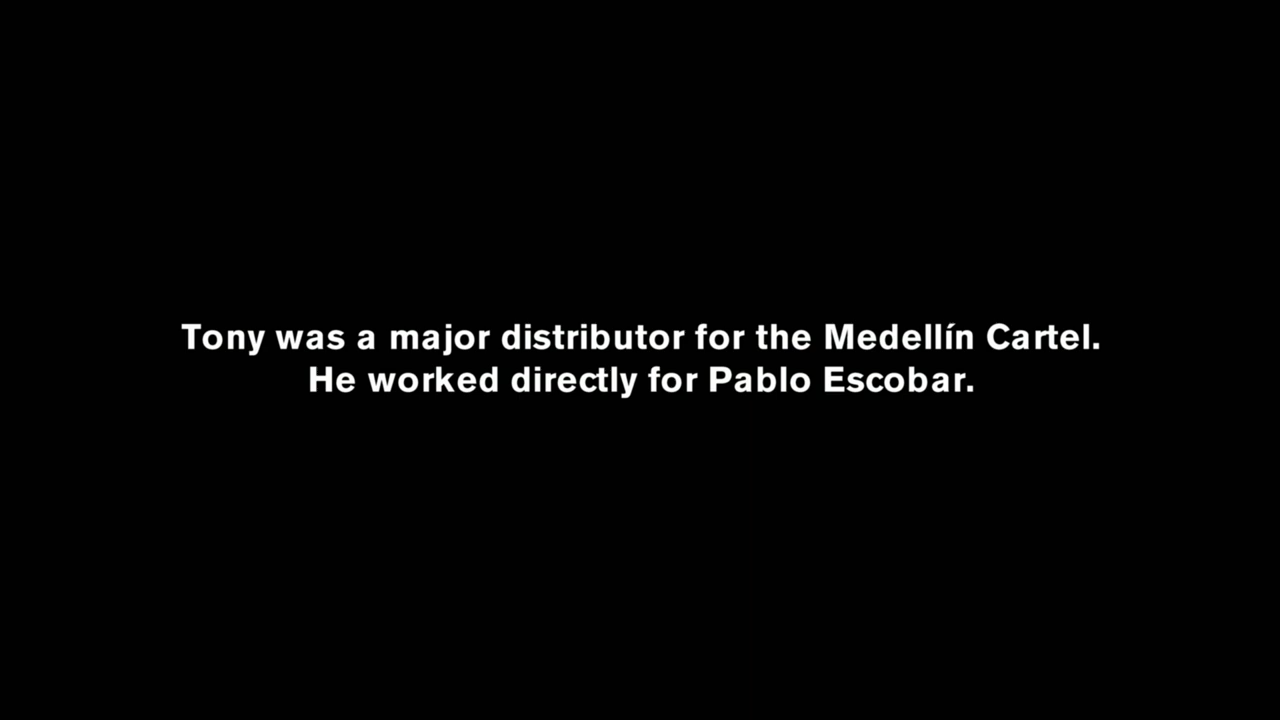 Tony was a major distributor for the Medellín Cartel.
He worked directly for Pablo Escobar.